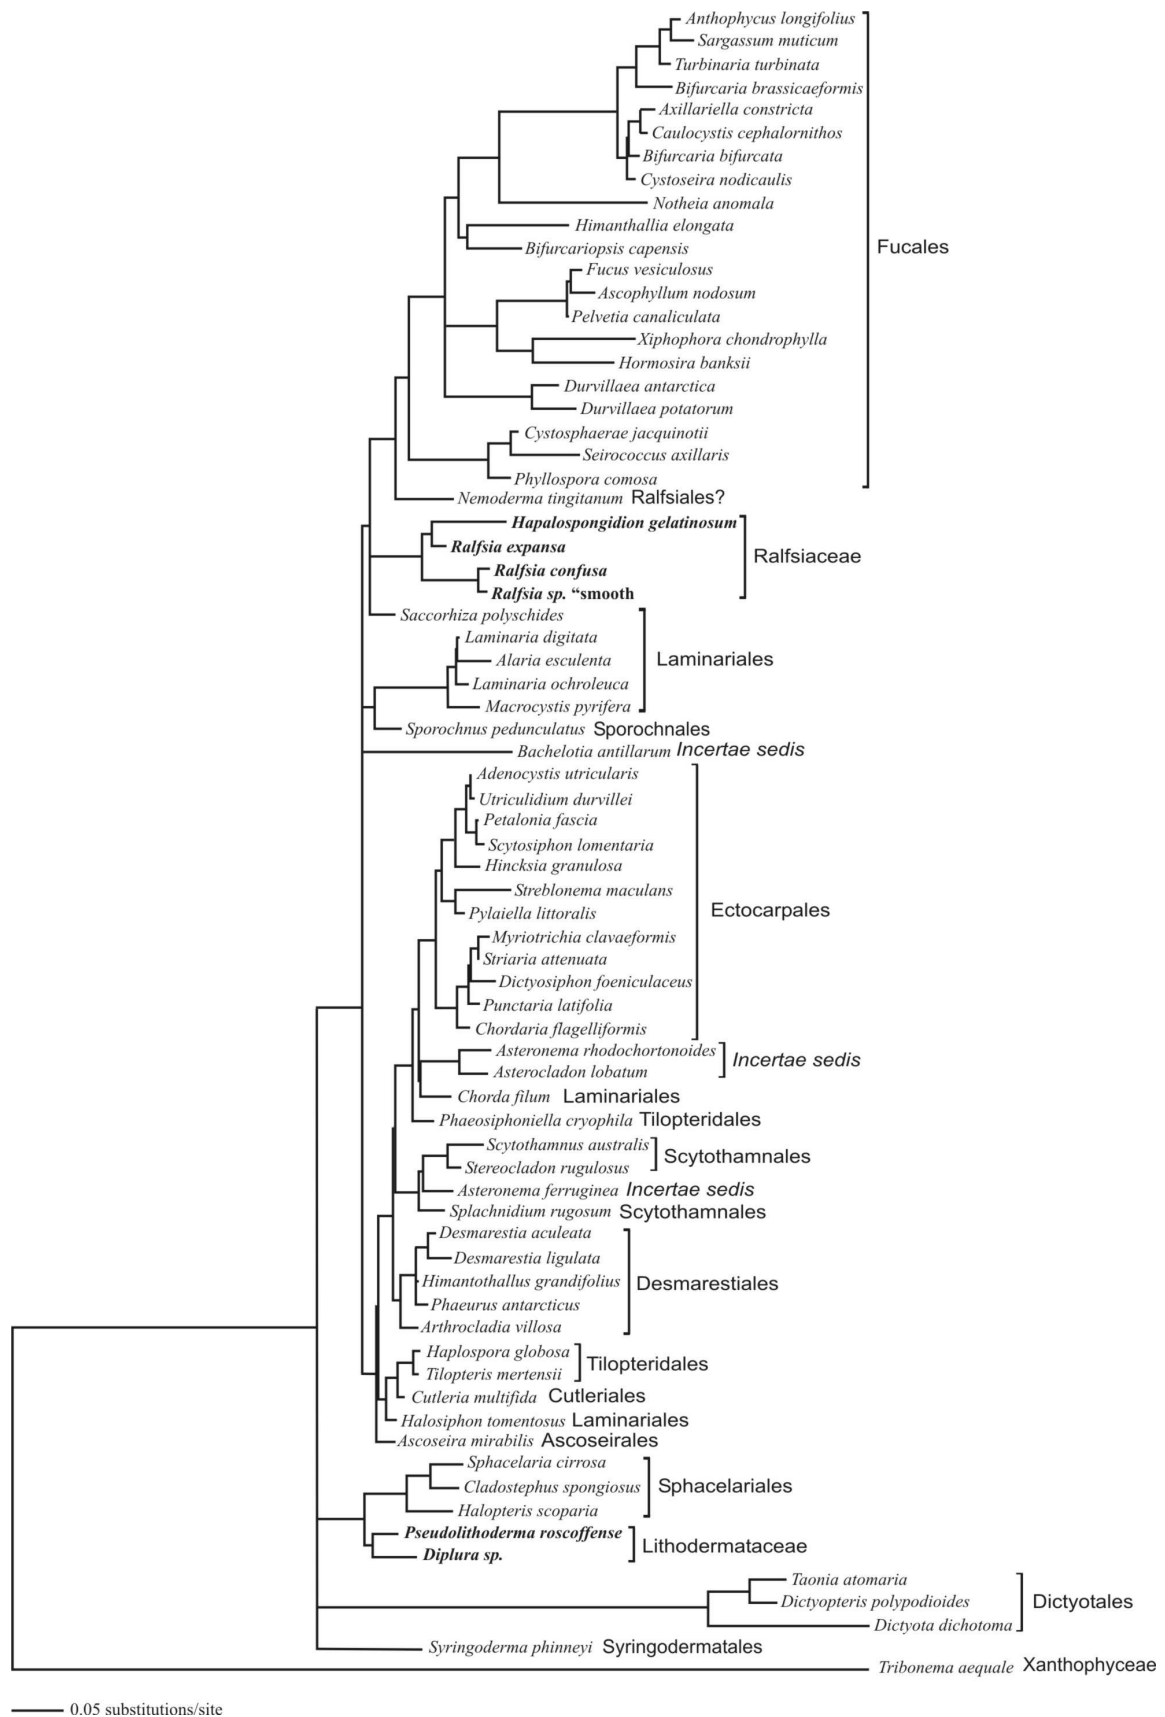 Anthophycus longifolius
Sargassum muticum
Turbinaria turbinata
Bifurcaria brassicaeformis
Axillariella constricta
Caulocystis cephalornithos
Bifurcaria bifurcata
Cystoseira nodicaulis
Notheia anomala
Himanthallia elongata
Bifurcariopsis capensis
Fucales
Fucus vesiculosus
Ascophyllum nodosum
Pelvetia canaliculata
Xiphophora chondrophylla
Hormosira banksii
Durvillaea antarctica
Durvillaea potatorum
Cystosphaerae jacquinotii
Seirococcus axillaris
Phyllospora comosa
Nemoderma tingitanum Ralfsiales?
Hapalospongidion gelatinosum
Ralfsia expansa
Ralfsiaceae
Ralfsia confusa
Ralfsia sp. “smooth
Saccorhiza polyschides
Laminaria digitata
Alaria esculenta
Laminariales
Laminaria ochroleuca
Macrocystis pyrifera
Sporochnus pedunculatus Sporochnales
Bachelotia antillarum Incertae sedis
Adenocystis utricularis
Utriculidium durvillei
Petalonia fascia
Scytosiphon lomentaria
Hincksia granulosa
Streblonema maculans
Ectocarpales
Pylaiella littoralis
Myriotrichia clavaeformis
Striaria attenuata
Dictyosiphon foeniculaceus
Punctaria latifolia
Chordaria flagelliformis
Asteronema rhodochortonoides
Incertae sedis
Asterocladon lobatum
Chorda filum Laminariales
Phaeosiphoniella cryophila Tilopteridales
Scytothamnus australis
Scytothamnales
Stereocladon rugulosus
Asteronema ferruginea Incertae sedis
Splachnidium rugosum Scytothamnales
Desmarestia aculeata
Desmarestia ligulata
Himantothallus grandifolius
Desmarestiales
Phaeurus antarcticus
Arthrocladia villosa
Haplospora globosa
Tilopteridales
Tilopteris mertensii
Cutleria multifida Cutleriales
Halosiphon tomentosus Laminariales
Ascoseira mirabilis Ascoseirales
Sphacelaria cirrosa
Cladostephus spongiosus
Sphacelariales
Halopteris scoparia
Pseudolithoderma roscoffense
Lithodermataceae
Diplura sp.
Taonia atomaria
Dictyopteris polypodioides
Dictyotales
Dictyota dichotoma
Syringoderma phinneyi Syringodermatales
Tribonema aequale Xanthophyceae
0.05 substitutions/site